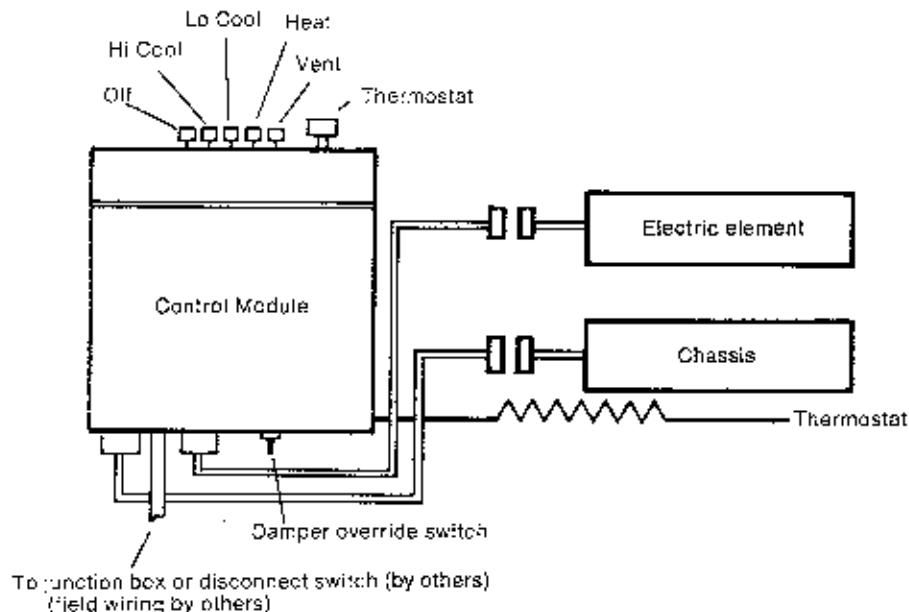 Lo Cool
Heat
Hi Cool
Vent
Off
Thermostat
Electric element
Control Module
Chassis
Thermostat
Damper override switch
To junction box or disconnect switch (by others)
(field wiring by others)